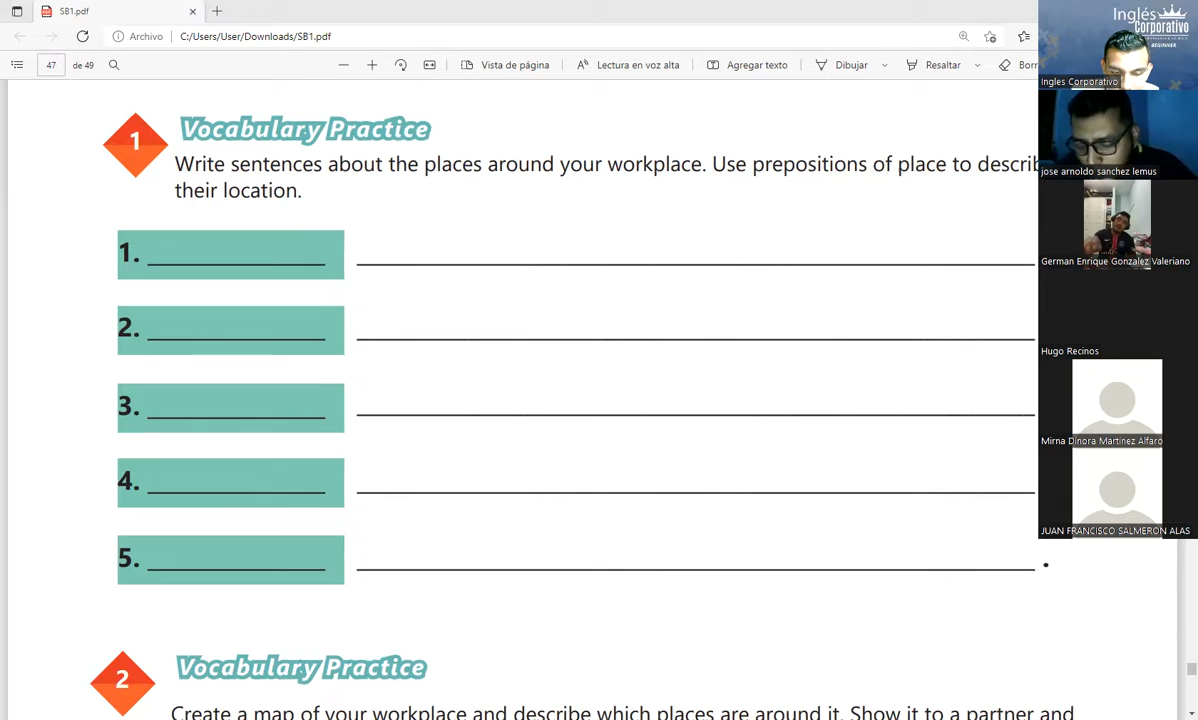 SB1.pdf
Archivo
C:/Users/User/Downloads/SB1.pdf
47
de 49
Vista de página
Lectura en voz alta
Agregar texto
Dibujar
Resaltar
Borr
1
Vocabulary Practice
Write sentences about the places around your workplace. Use prepositions of place to describ
their location.
1.
2.
3.
4.
5.
2
Vocabulary Practice
Create a map of your workplace and describe which places are around it. Show it to a partner and
Inglés
Corporativo
BEGINNER
Ingles Corporativo
jose arnoldo sanchez lemus
German Enrique Gonzalez Valeriano
Hugo Recinos
Mirna Dinora Martinez Alfaro
JUAN FRANCISCO SALMERON ALAS